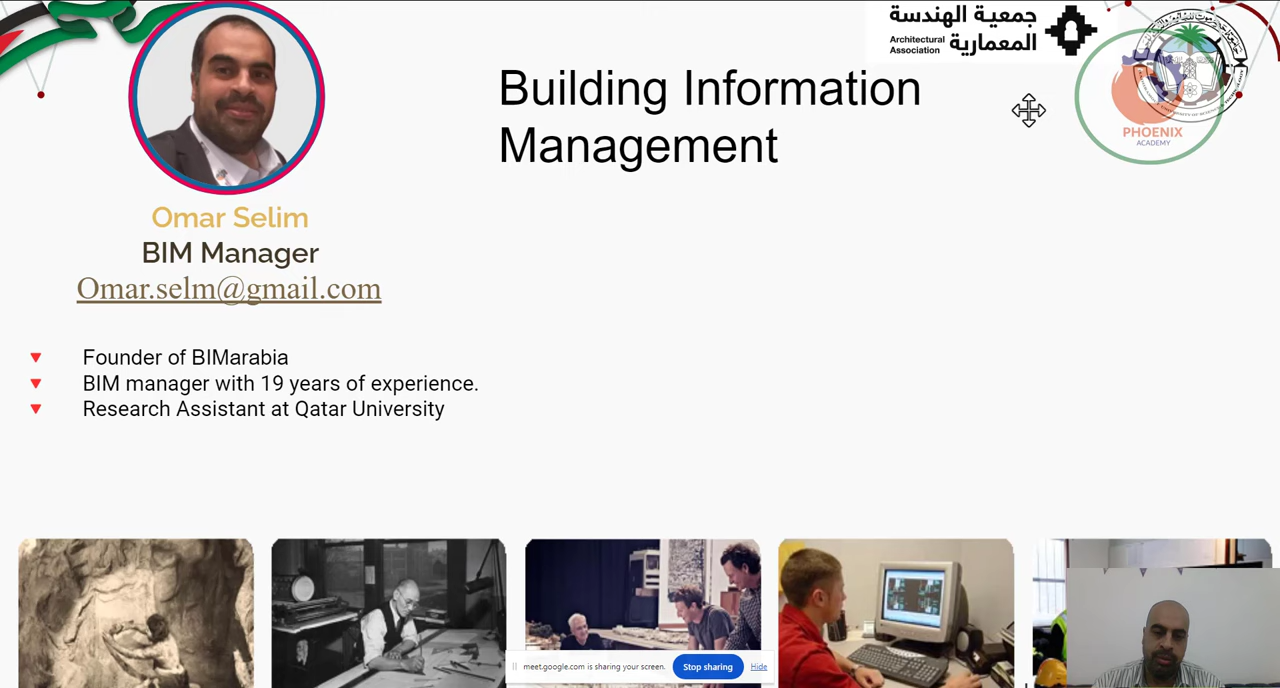 جمعية الهندسة
المعمارية
Architectural
Association
Building Information
Management
PHOENIX
ACADEMY
Omar Selim
BIM Manager
Omar.selm@gmail.com
Founder of BIMarabia
BIM manager with 19 years of experience.
Research Assistant at Qatar University
meet.google.com is sharing your screen.
Stop sharing
Hide